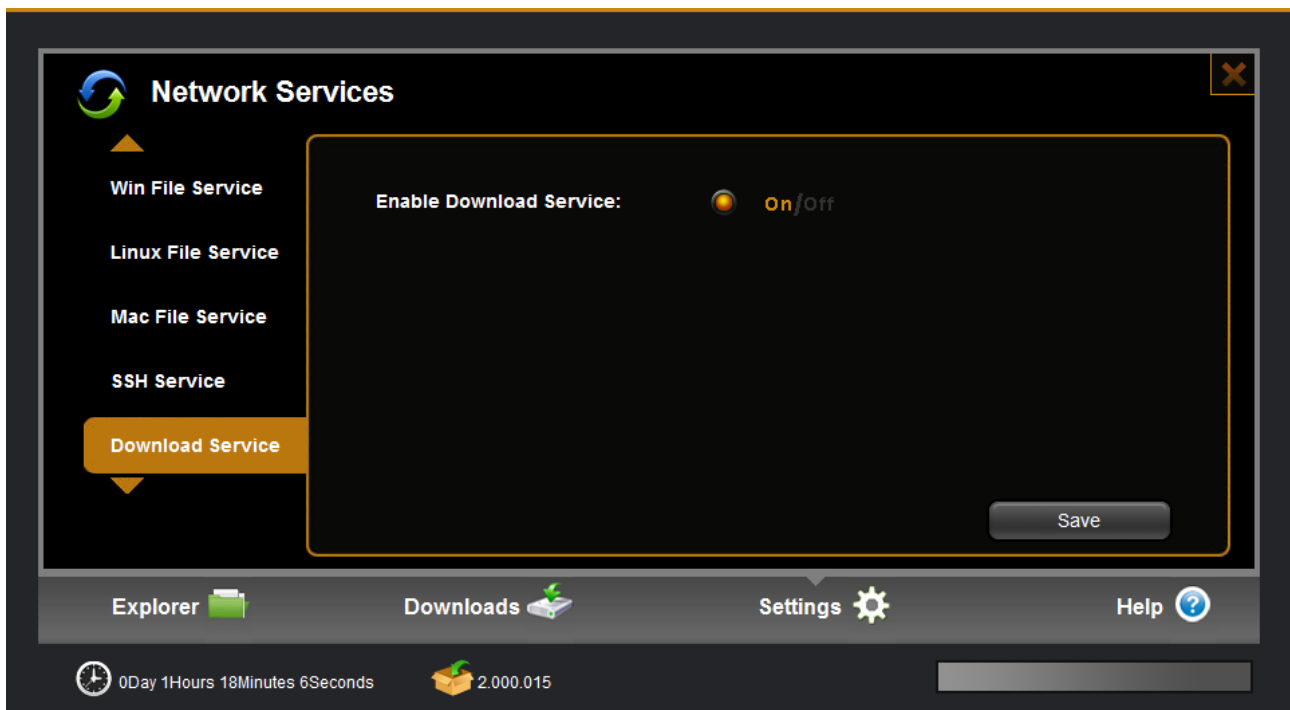 Network Services
Win File Service
Linux File Service
Mac File Service
SSH Service
Download Service
Enable Download Service: On/Off
Save
Explorer Downloads Settings Help ?
0Day 1Hours 18Minutes 6Seconds 2.000.015